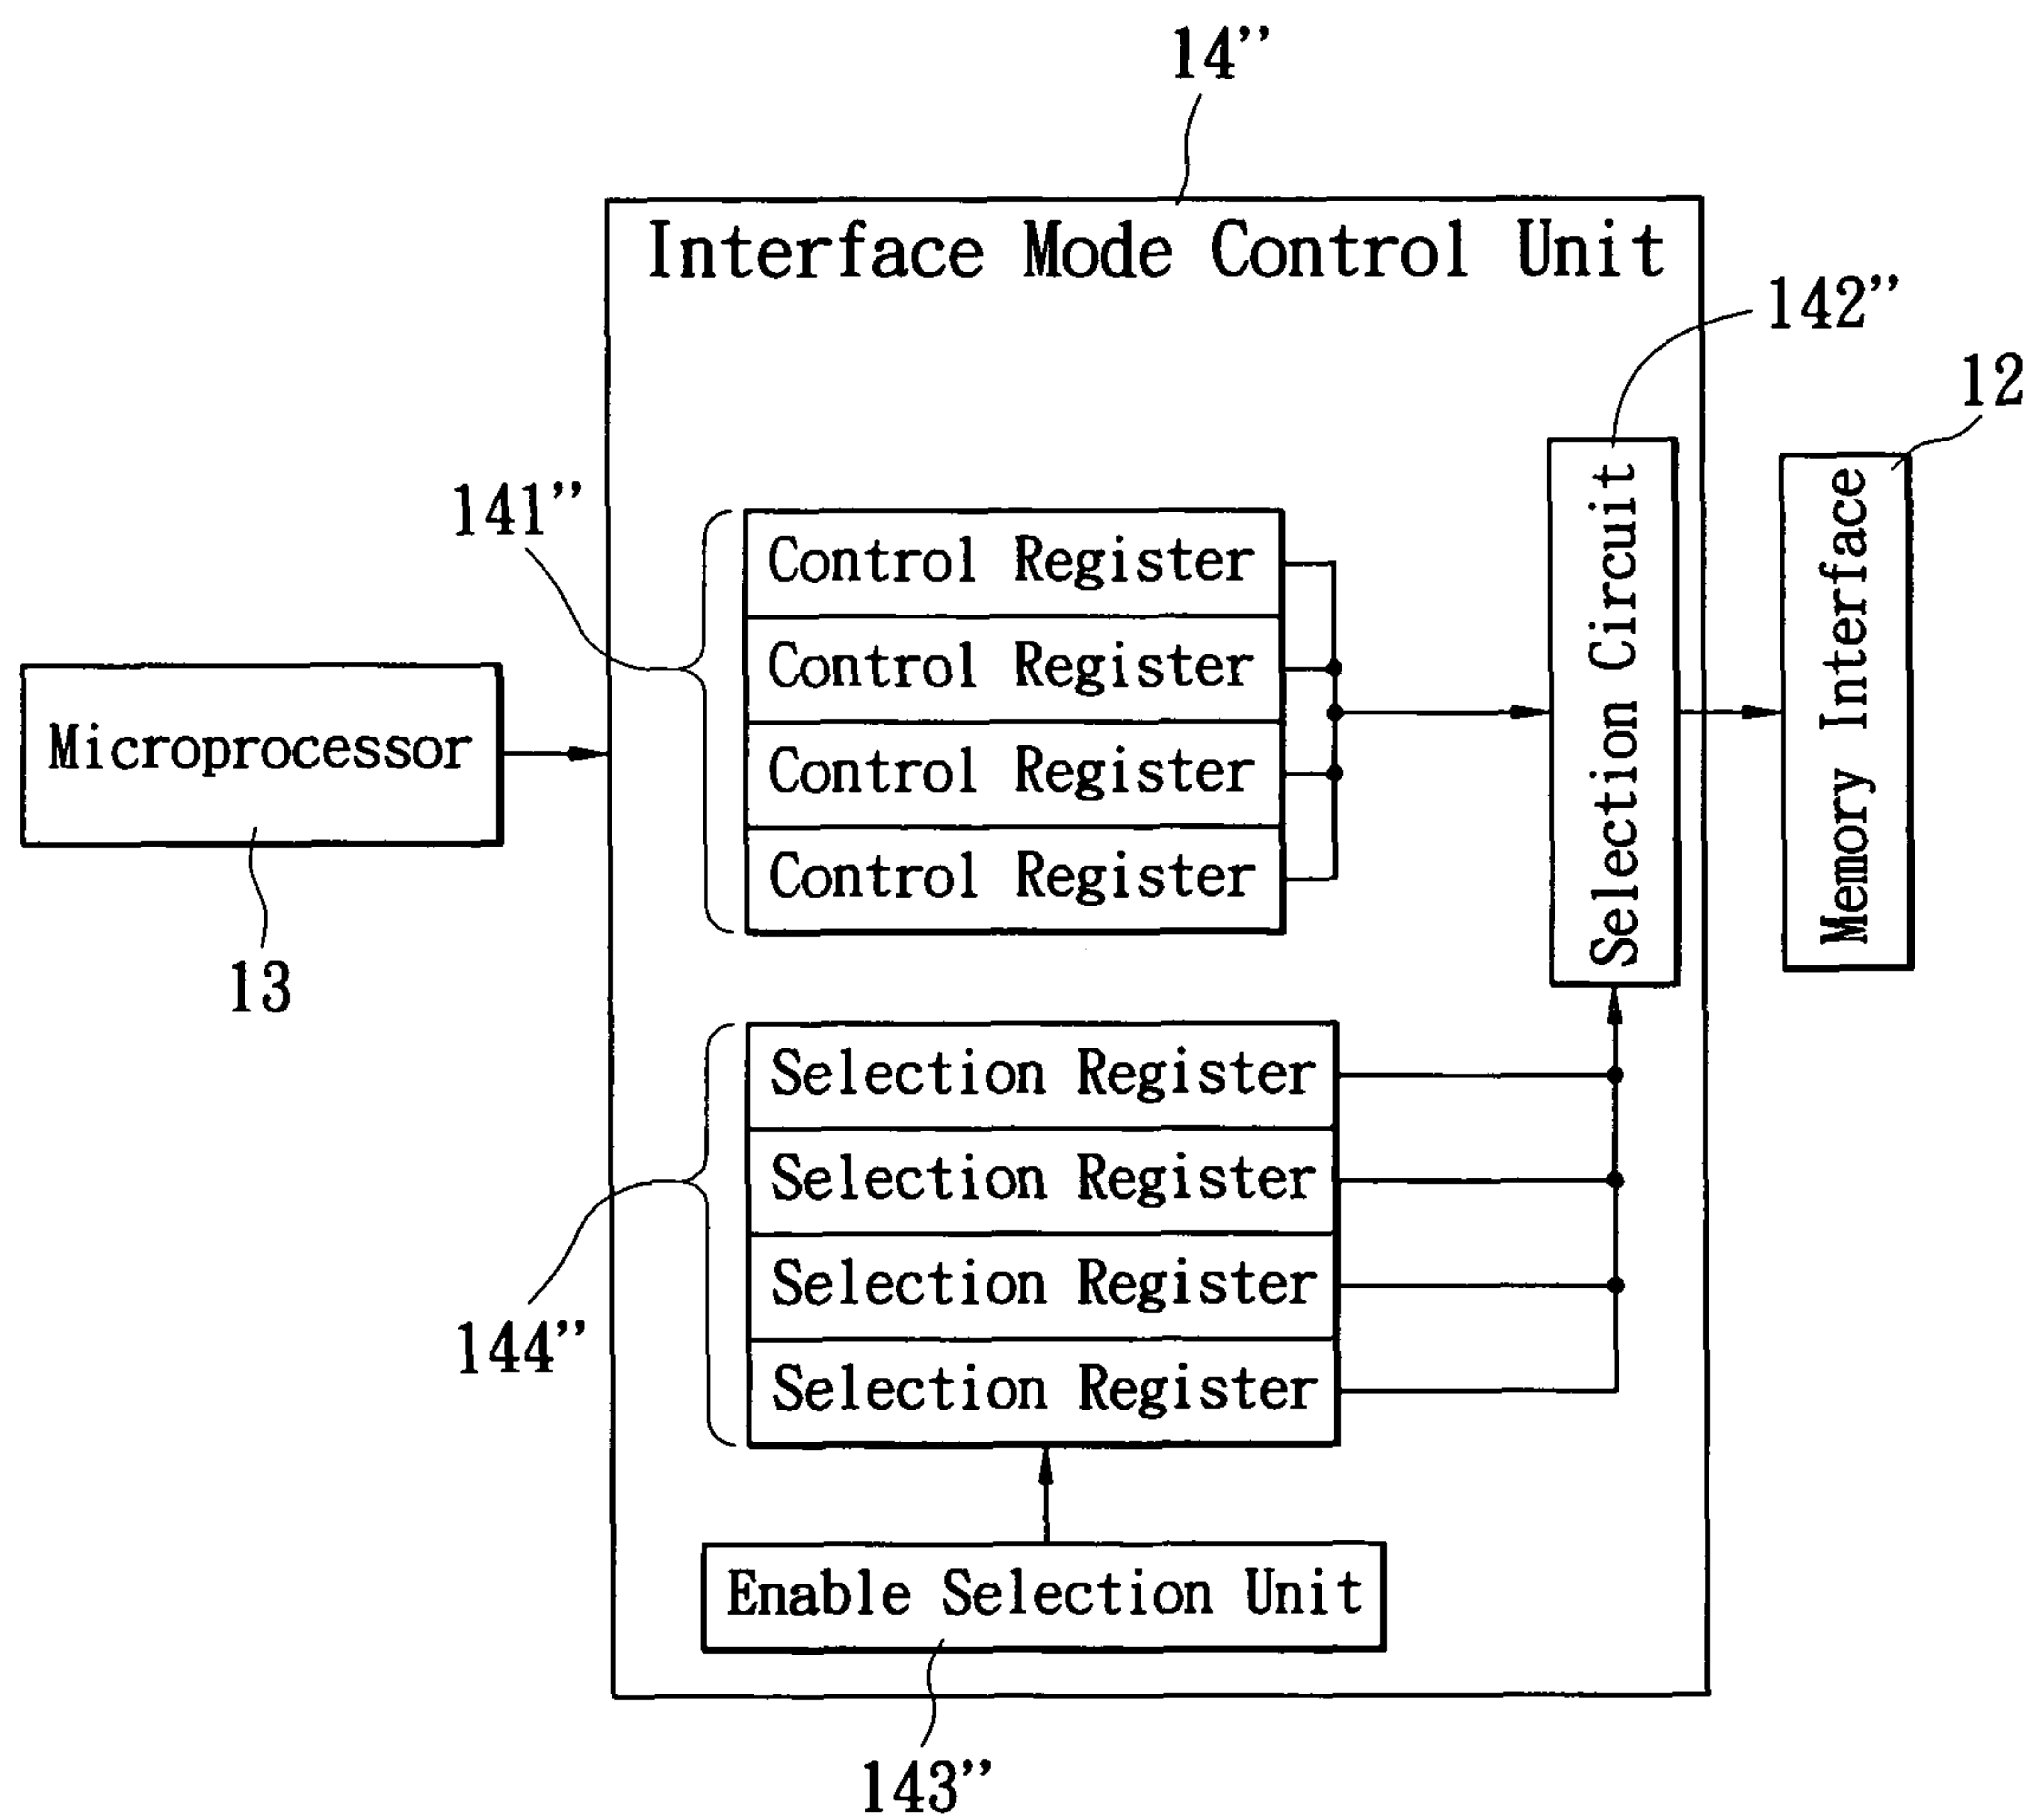 14”
Interface Mode Control Unit
142”
12
141”
Control Register
Control Register
Control Register
Control Register
Selection Circuit
Memory Interface
Microprocessor
13
Selection Register
Selection Register
Selection Register
Selection Register
144”
Enable Selection Unit
143”